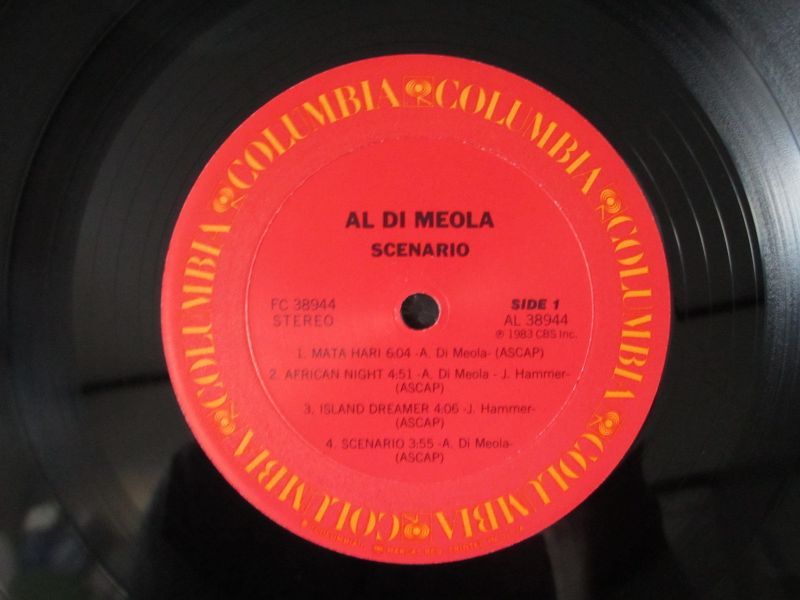 COLUMBIA COLUMBIA COLUMBIA COLUMBIA COLUMBIA COLUMBIA
AL DI MEOLA
SCENARIO
FC 38944
STEREO
SIDE 1
AL 38944
℗ 1983 CBS Inc.
1. MATA HARI 6:04 -A. Di Meola- (ASCAP)
2. AFRICAN NIGHT 4:51 -A. Di Meola - J. Hammer-
(ASCAP)
3. ISLAND DREAMER 4:06 -J. Hammer-
(ASCAP)
4. SCENARIO 3:55 -A. Di Meola-
(ASCAP)